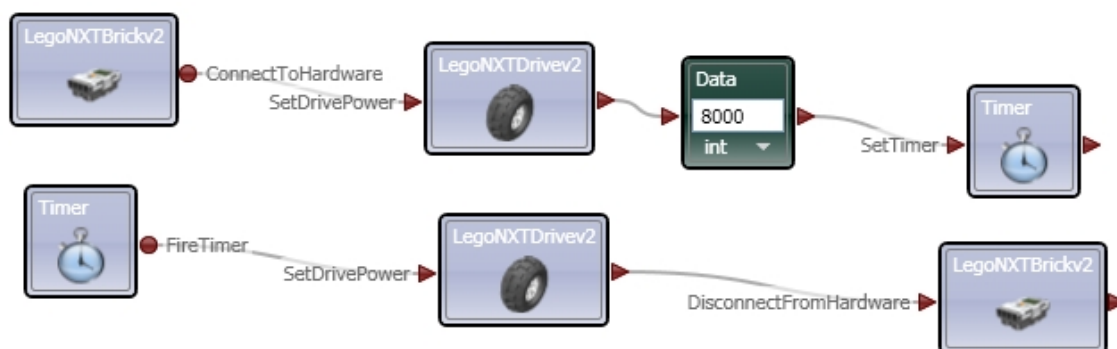 LegoNXTBrickv2
ConnectToHardware
SetDrivePower
LegoNXTDrivev2
Data
8000
int
SetTimer
Timer
Timer
FireTimer
SetDrivePower
LegoNXTDrivev2
DisconnectFromHardware
LegoNXTBrickv2